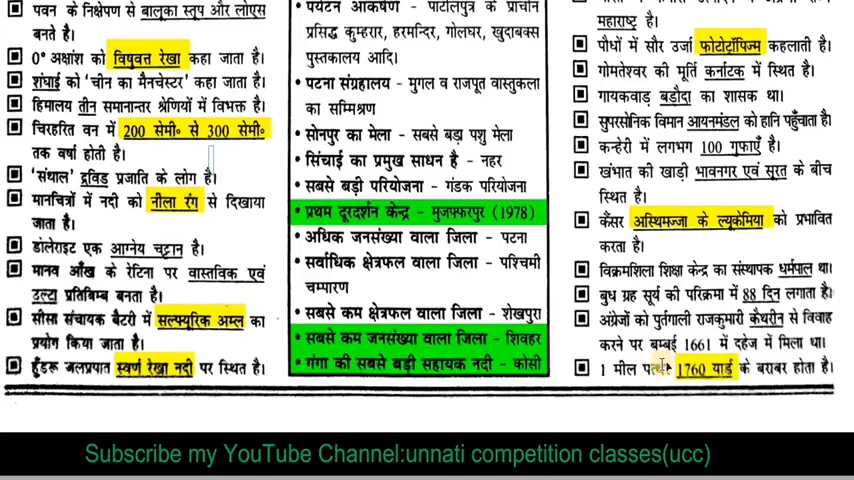 पवन के निक्षेपण से बालुका स्तूप और लोएस
बनते है।
0° अक्षांश को विषुवत्त रेखा कहा जाता है।
शंघाई को 'चीन का मैनचेस्टर' कहा जाता है।
हिमालय तीन समानान्तर श्रेणियों में विभक्त है।
चिरहरित वन में 200 सेमी॰ से 300 सेमी॰
तक वर्षा होती है।
'संथाल' द्रविड़ प्रजाति के लोग है।
मानचित्रों में नदी को नीला रंग से दिखाया
जाता है।
डोलेराइट एक आग्नेय चट्टान है।
मानव आँख के रेटिना पर वास्तविक एवं
उल्टा प्रतिबिम्ब बनता है।
सीसा संचायक बैटरी में सल्फ्यूरिक अम्ल का
प्रयोग किया जाता है।
हुँडरू जलप्रपात स्वर्ण रेखा नदी पर स्थित है।
• पर्यटन आकर्षण - पाटलिपुत्र के प्राचीन
प्रसिद्ध कुम्हरार, हरमन्दिर, गोलघर, खुदाबक्स
पुस्तकालय आदि।
• पटना संग्रहालय - मुगल व राजपूत वास्तुकला
का सम्मिश्रण
• सोनपुर का मेला - सबसे बड़ा पशु मेला
• सिंचाई का प्रमुख साधन है - नहर
• सबसे बड़ी परियोजना - गंडक परियोजना
• प्रथम दूरदर्शन केन्द्र - मुजफ्फरपुर (1978)
• अधिक जनसंख्या वाला जिला - पटना
• सर्वाधिक क्षेत्रफल वाला जिला - पश्चिमी
चम्पारण
• सबसे कम क्षेत्रफल वाला जिला - शेखपुरा
• सबसे कम जनसंख्या वाला जिला - शिवहर
• गंगा की सबसे बड़ी सहायक नदी - कोसी
महाराष्ट्र है।
पौधों में सौर उर्जा फोटोट्रॉपिज्म कहलाती है।
गोमतेश्वर की मूर्ति कर्नाटक में स्थित है।
गायकवाड़ बड़ौदा का शासक था।
सुपरसोनिक विमान आयनमंडल को हानि पहुँचाता है।
कन्हेरी में लगभग 100 गुफाएँ है।
खंभात की खाड़ी भावनगर एवं सूरत के बीच
स्थित है।
कैंसर अस्थिमज्जा के ल्यूकेमिया को प्रभावित
करता है।
विक्रमशिला शिक्षा केन्द्र का संस्थापक धर्मपाल था।
बुध ग्रह सूर्य की परिक्रमा में 88 दिन लगाता है।
अंग्रेजों को पुर्तगाली राजकुमारी कैथरीन से विवाह
करने पर बम्बई 1661 में दहेज में मिला था।
1 मील 1760 यार्ड के बराबर होता है।
Subscribe my YouTube Channel:unnati competition classes(ucc)